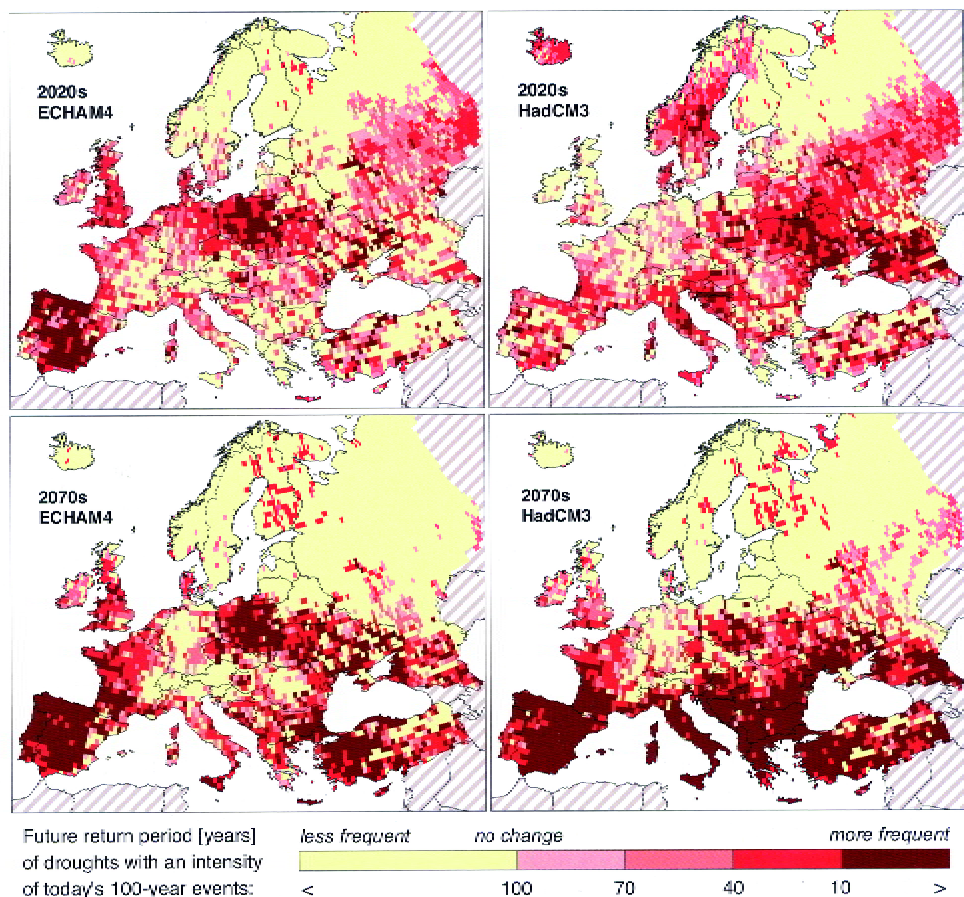 2020s
ECHAM4
2020s
HadCM3
2070s
ECHAM4
2070s
HadCM3
Future return period [years]
of droughts with an intensity
of today's 100-year events:
less frequent no change more frequent
< 100 70 40 10 >